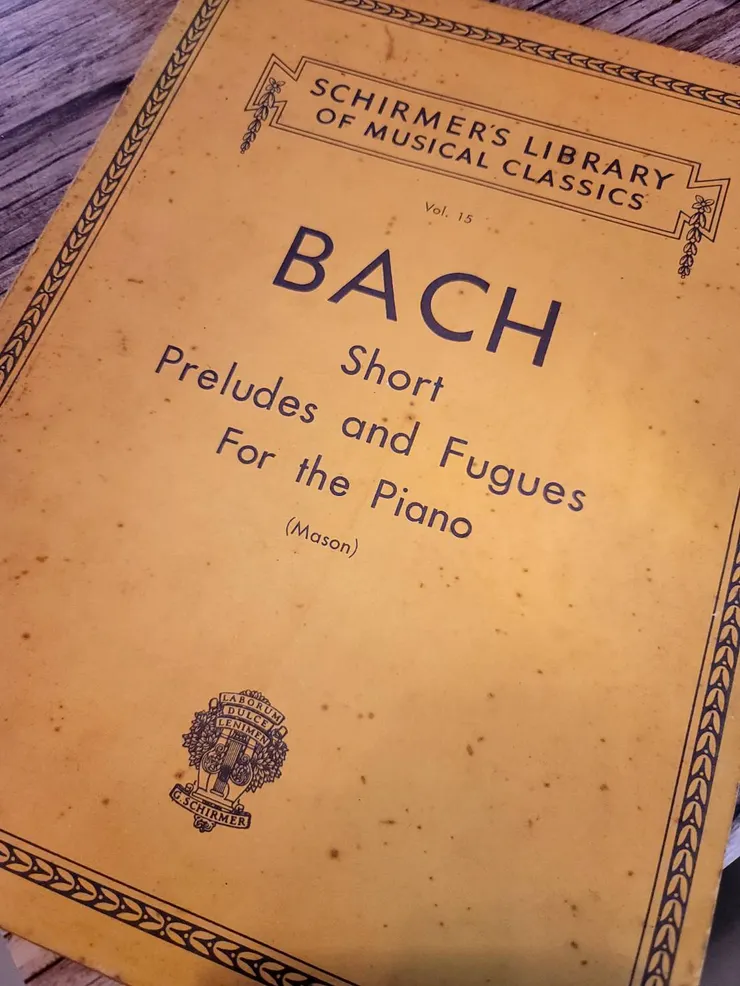 SCHIRMER'S LIBRARY
OF MUSICAL CLASSICS
Vol. 15
BACH
Short
Preludes and Fugues
For the Piano
(Mason)
LABORUM
DULCE
LENIMEN
G. SCHIRMER